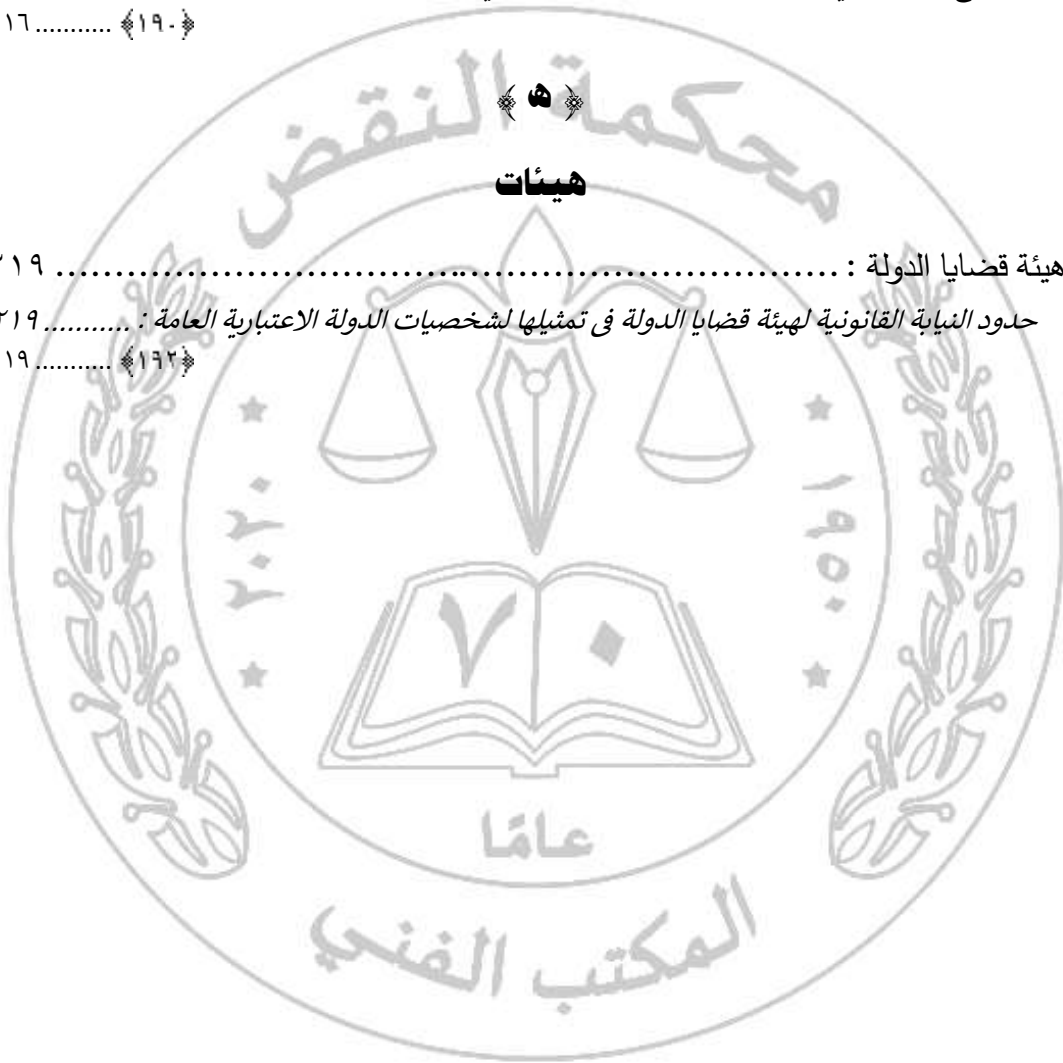 ﴿١٩٠﴾ ........... ١٦
﴿ ه ﴾
هيئات
هيئة قضايا الدولة : ................................................................. ٢١٩
حدود النيابة القانونية لهيئة قضايا الدولة فى تمثيلها لشخصيات الدولة الاعتبارية العامة : ........... ٢١٩
﴿١٩٢﴾ ........... ١٩
محكمة النقض
١٩٥٠
٢٠٢٠
٧٠
عامًا
المكتب الفني